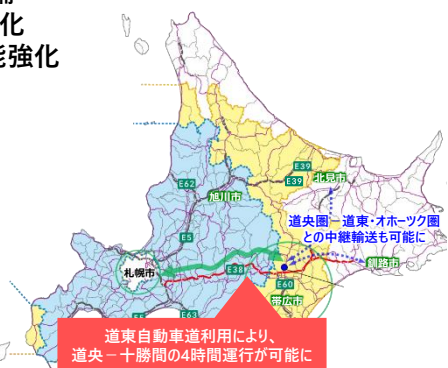 化
能強化
E39
E39
北見市
E62
旭川市
道央圏－道東・オホーツク圏
との中継輸送も可能に
E5
札幌市
E38
釧路市
E60
帯広市
E63
道東自動車道利用により、
道央－十勝間の4時間運行が可能に